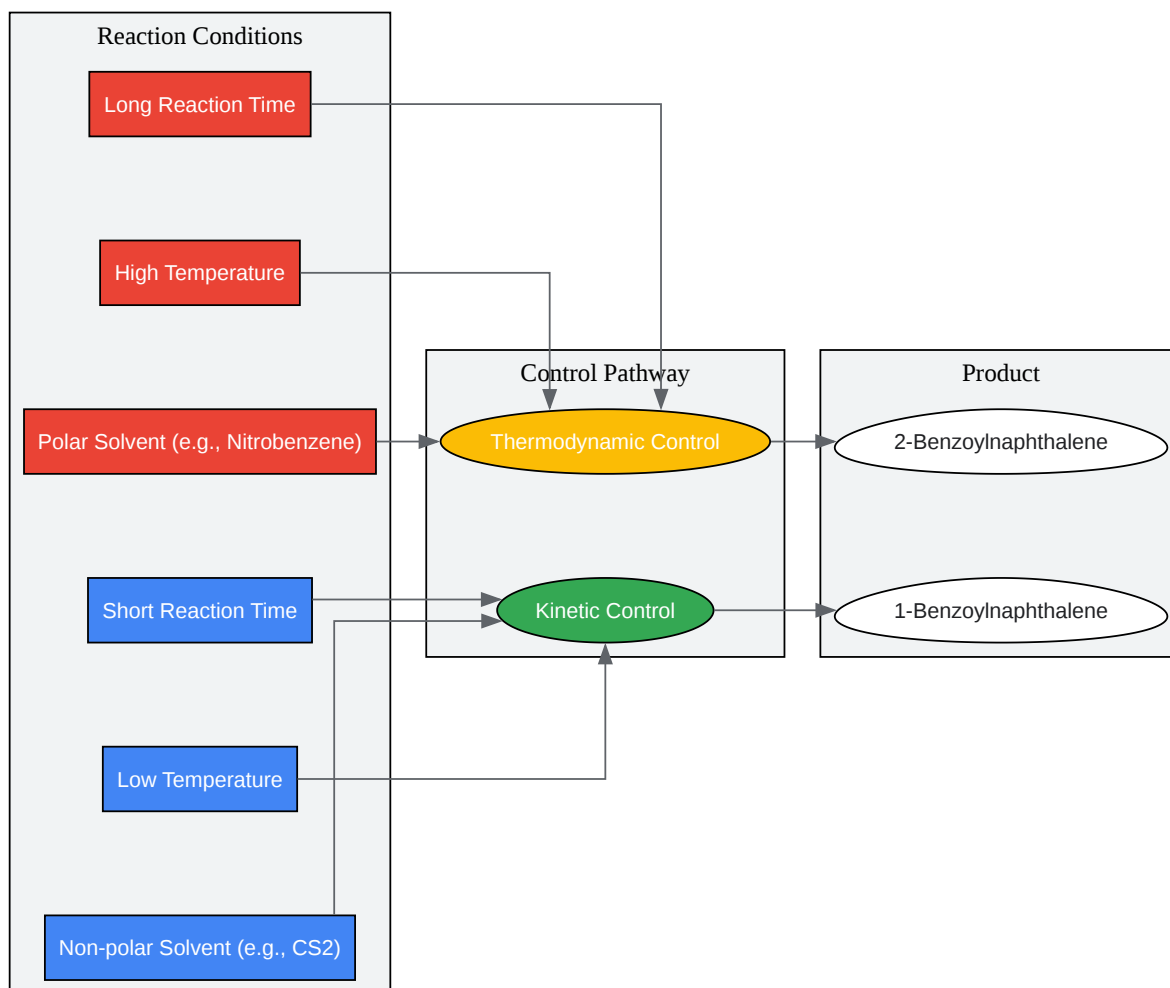 Reaction Conditions
Long Reaction Time
High Temperature
Polar Solvent (e.g., Nitrobenzene)
Short Reaction Time
Low Temperature
Non-polar Solvent (e.g., CS2)
Control Pathway
Thermodynamic Control
Kinetic Control
Product
2-Benzoylnaphthalene
1-Benzoylnaphthalene